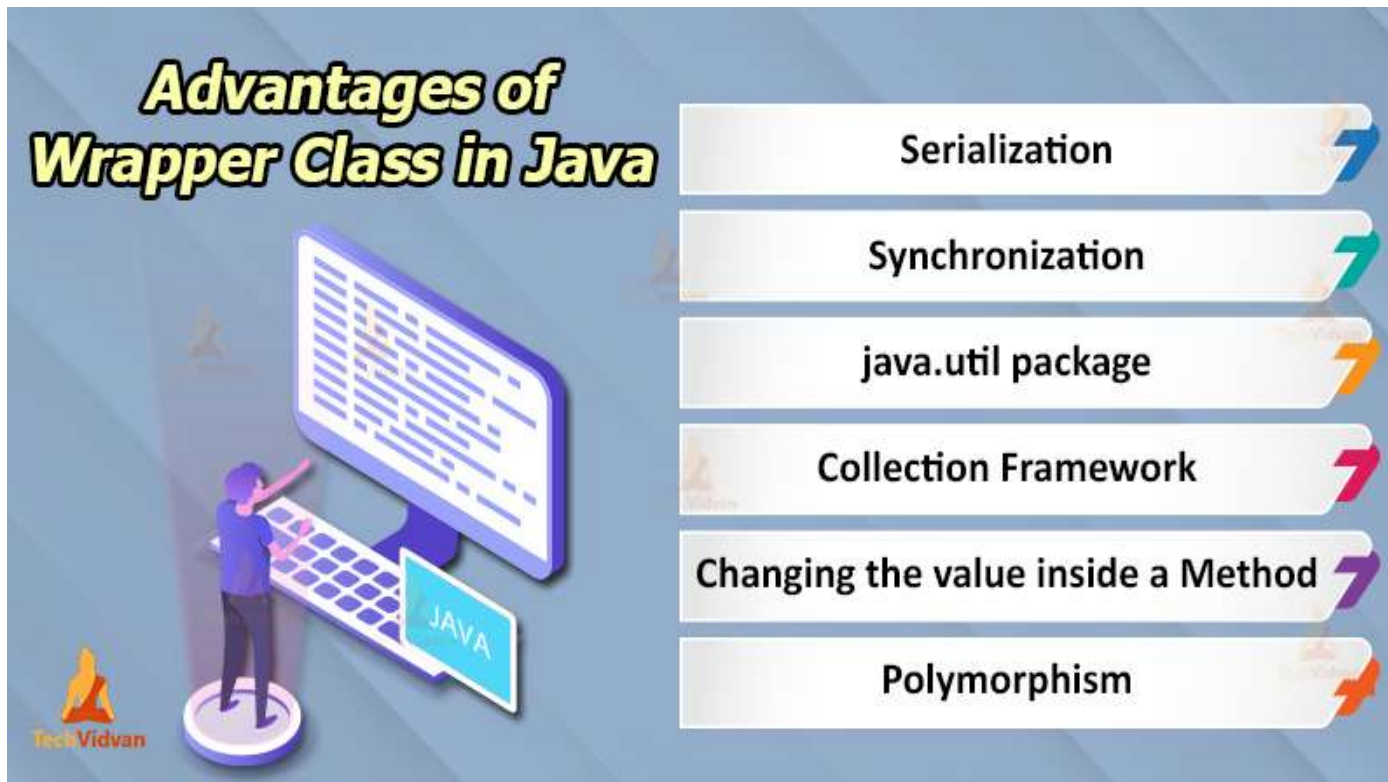 Advantages of
Wrapper Class in Java
Serialization
Synchronization
java.util package
Collection Framework
Changing the value inside a Method
Polymorphism
JAVA
TechVidvan